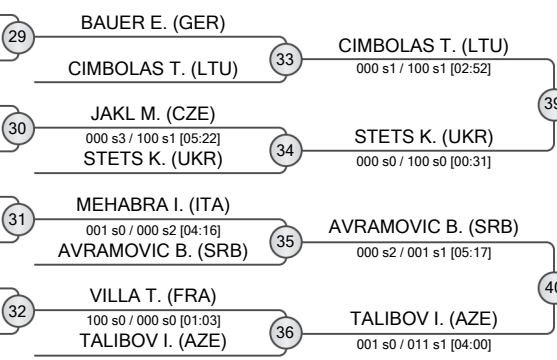 29
BAUER E. (GER)
CIMBOLAS T. (LTU)
33
CIMBOLAS T. (LTU)
000 s1 / 100 s1 [02:52]
39
30
JAKL M. (CZE)
000 s3 / 100 s1 [05:22]
STETS K. (UKR)
34
STETS K. (UKR)
000 s0 / 100 s0 [00:31]
31
MEHABRA I. (ITA)
001 s0 / 000 s2 [04:16]
AVRAMOVIC B. (SRB)
35
AVRAMOVIC B. (SRB)
000 s2 / 001 s1 [05:17]
40
32
VILLA T. (FRA)
100 s0 / 000 s0 [01:03]
TALIBOV I. (AZE)
36
TALIBOV I. (AZE)
001 s0 / 011 s1 [04:00]